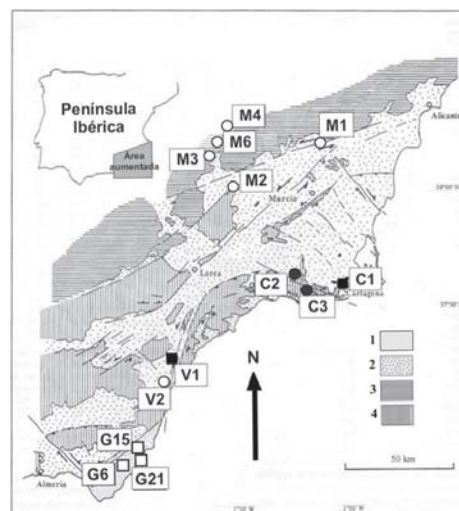 Península
Ibérica
Área
aumentada
M4
M6
M3
M1
M2
Alicante
Murcia
Lorca
C2
C3
C1
Cartagena
V1
V2
N
G15
G6
G21
Almeria
1
2
3
4
50 km